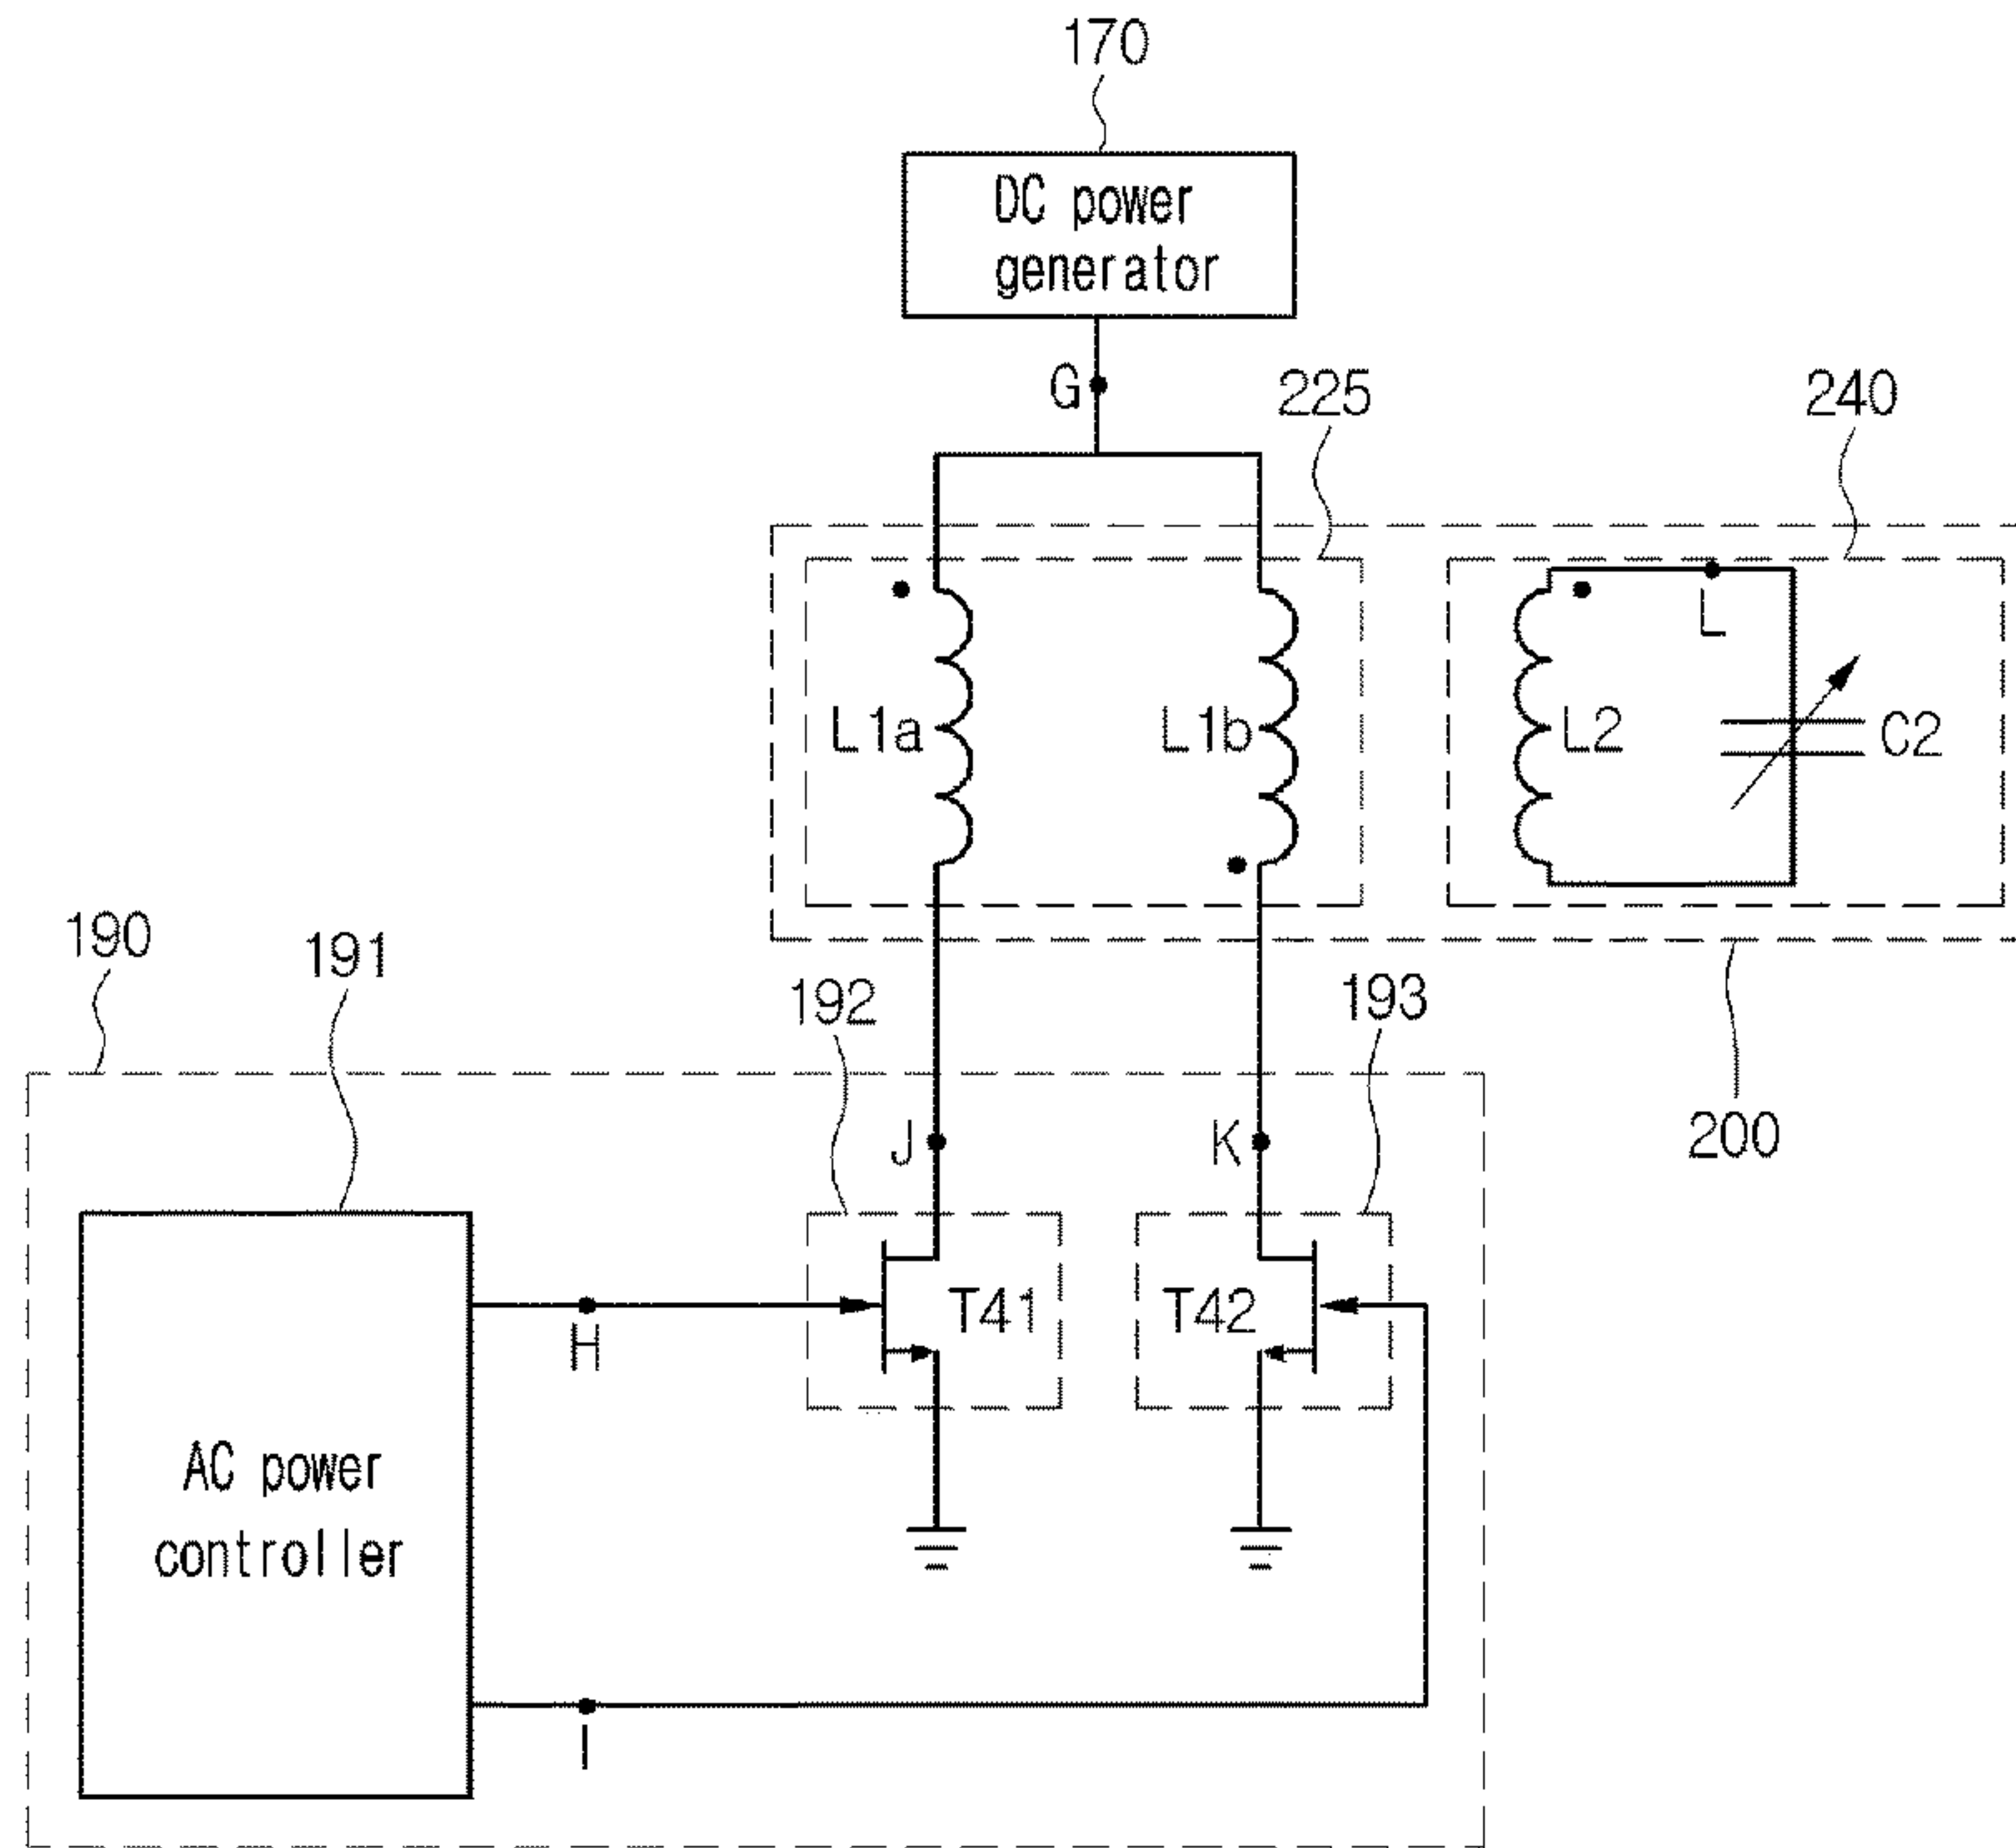 170
DC power
generator
G
225
240
L
L1a
L1b
L2
C2
190
191
192
193
200
J
K
T41
T42
H
AC power
controller
I